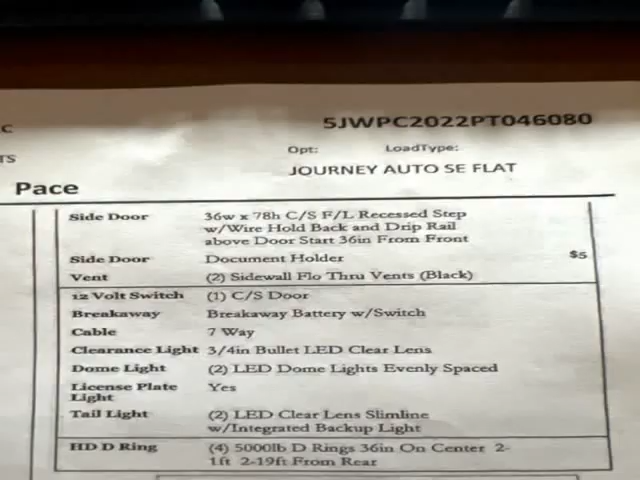 C
5JWPC2022PT046080
TS
Opt: LoadType:
JOURNEY AUTO SE FLAT
Pace
Side Door 36w x 78h C/S F/L Recessed Step
w/Wire Hold Back and Drip Rail
above Door Start 36in From Front
Side Door Document Holder $5
Vent (2) Sidewall Flo Thru Vents (Black)
12 Volt Switch (1) C/S Door
Breakaway Breakaway Battery w/Switch
Cable 7 Way
Clearance Light 3/4in Bullet LED Clear Lens
Dome Light (2) LED Dome Lights Evenly Spaced
License Plate Yes
Light
Tail Light (2) LED Clear Lens Slimline
w/Integrated Backup Light
HD D Ring (4) 5000lb D Rings 36in On Center 2-
1ft 2-19ft From Rear